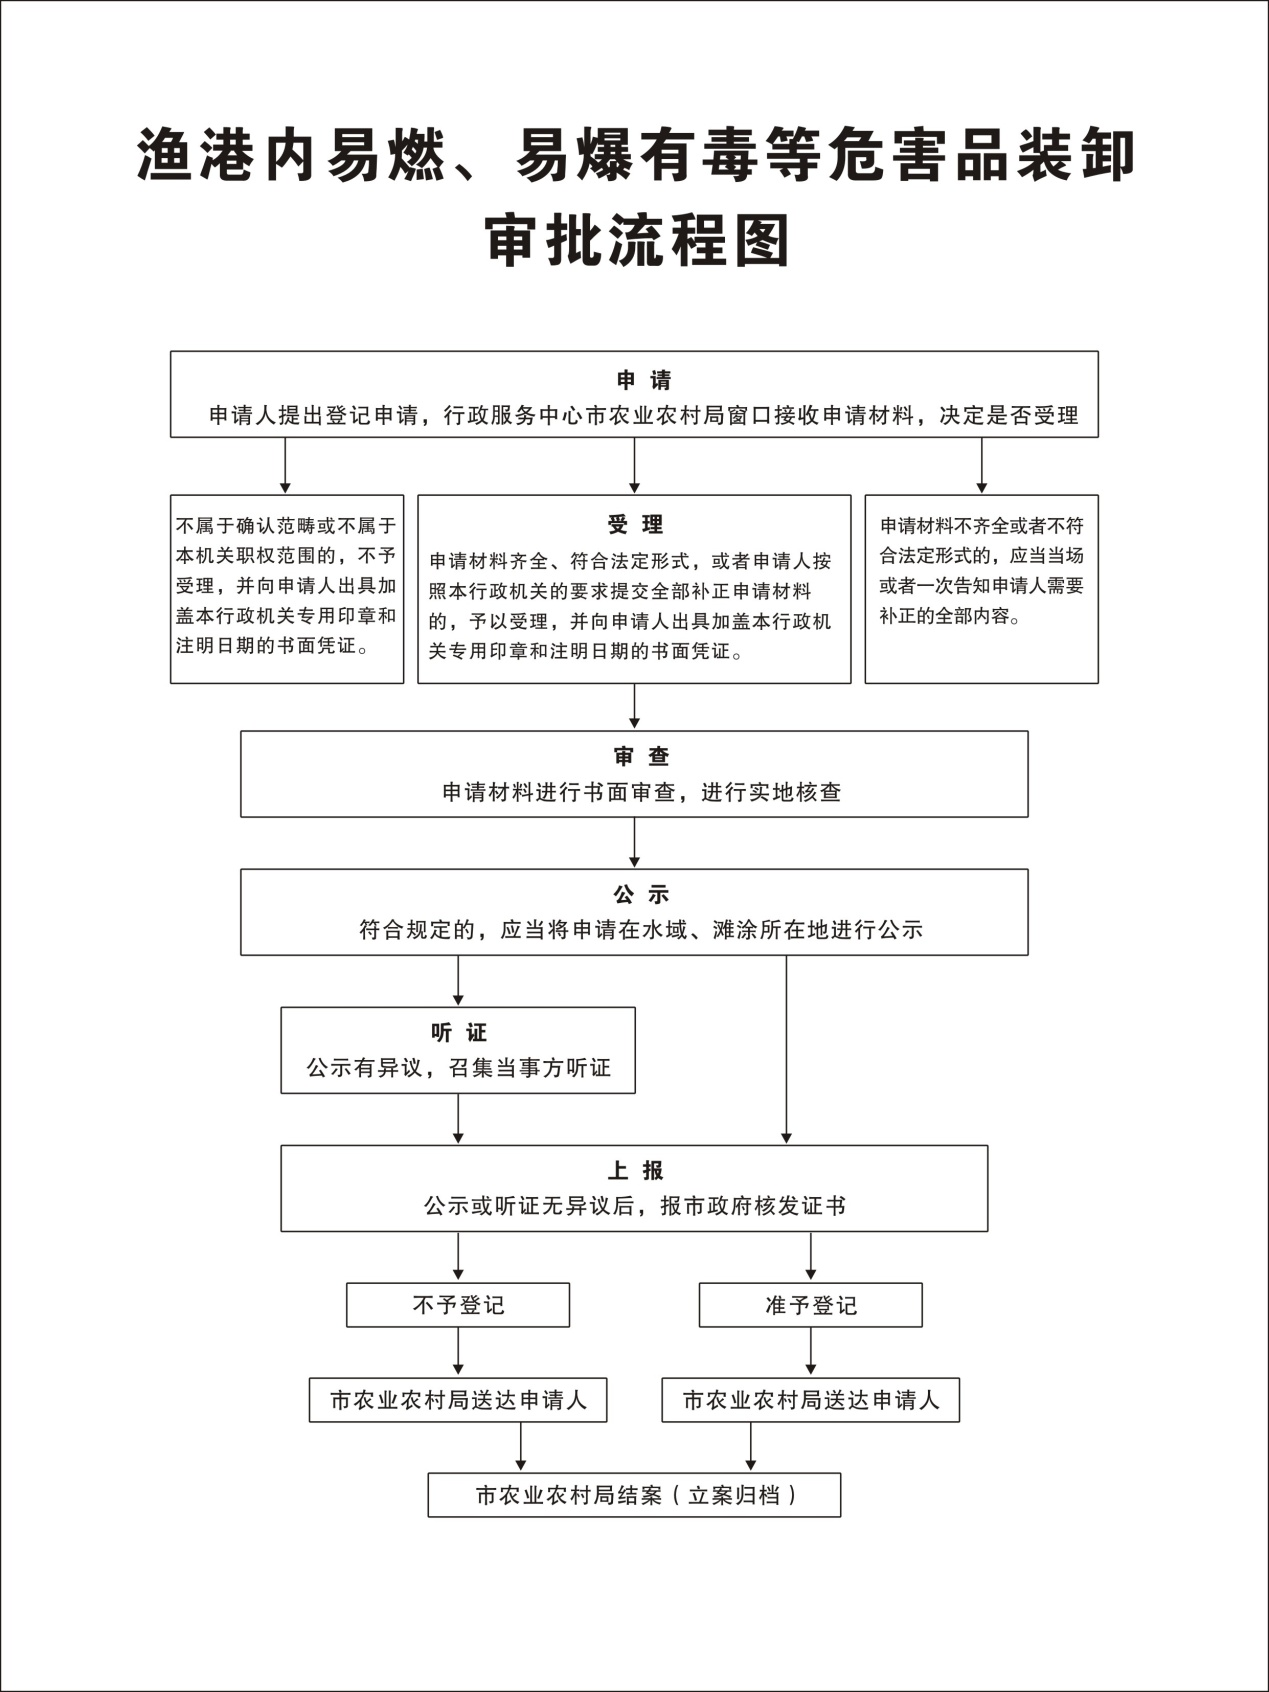 渔港内易燃、易爆有毒等危害品装卸
审批流程图
申 请
申请人提出登记申请，行政服务中心市农业农村局窗口接收申请材料，决定是否受理
不属于确认范畴或不属于
本机关职权范围的，不予
受理，并向申请人出具加
盖本行政机关专用印章和
注明日期的书面凭证。
受 理
申请材料齐全、符合法定形式，或者申请人按
照本行政机关的要求提交全部补正申请材料
的，予以受理，并向申请人出具加盖本行政机
关专用印章和注明日期的书面凭证。
申请材料不齐全或者不符
合法定形式的，应当当场
或者一次告知申请人需要
补正的全部内容。
审 查
申请材料进行书面审查，进行实地核查
公 示
符合规定的，应当将申请在水域、滩涂所在地进行公示
听 证
公示有异议，召集当事方听证
上 报
公示或听证无异议后，报市政府核发证书
不予登记
准予登记
市农业农村局送达申请人
市农业农村局送达申请人
市农业农村局结案（立案归档）